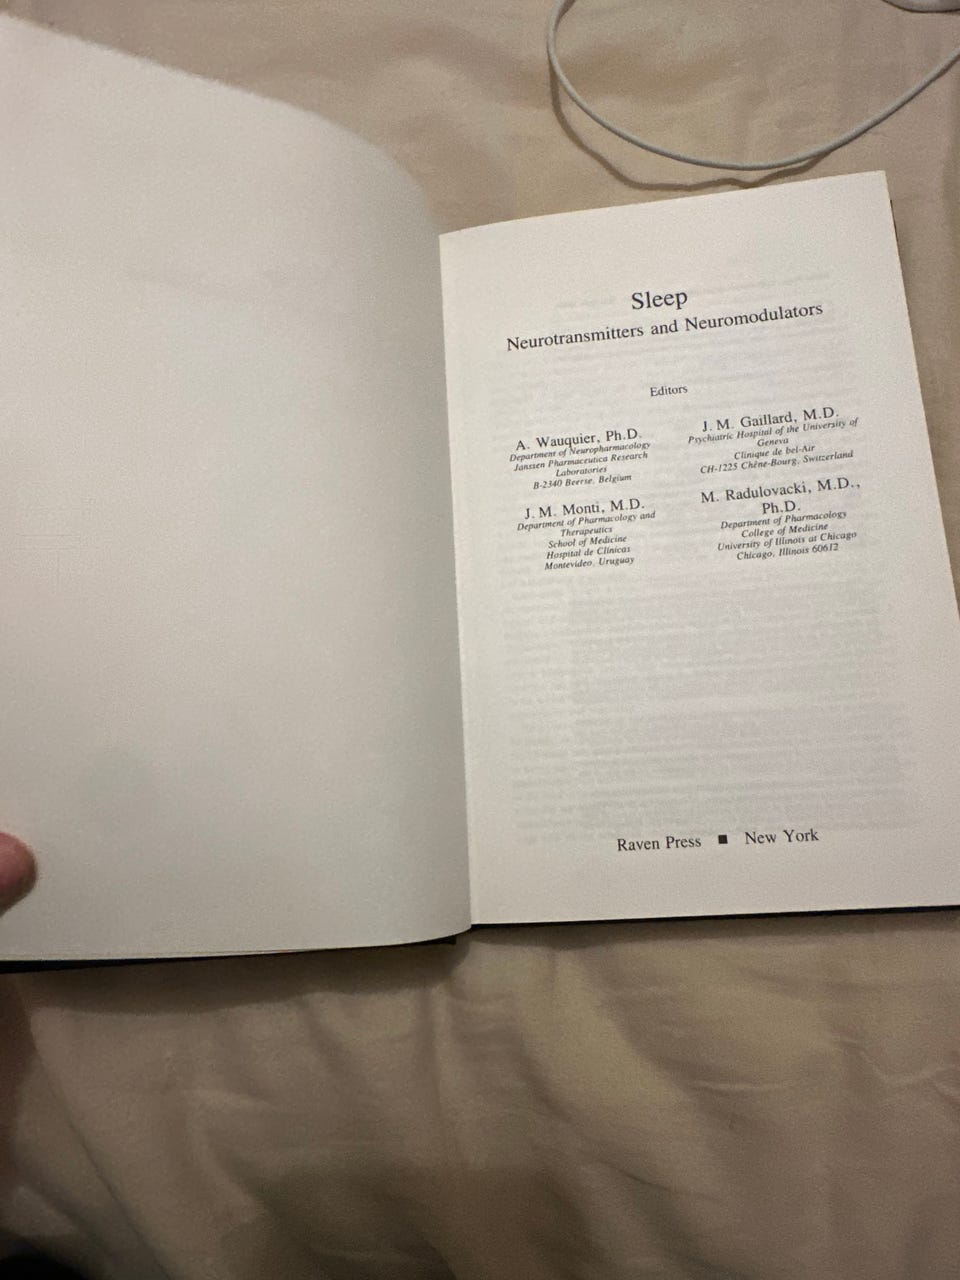 Sleep
Neurotransmitters and Neuromodulators
Editors
A. Wauquier, Ph.D.
Department of Neuropharmacology
Janssen Pharmaceutica Research
Laboratories
B-2340 Beerse, Belgium
J. M. Gaillard, M.D.
Psychiatric Hospital of the University of
Geneva
Clinique de bel-Air
CH-1225 Chêne-Bourg, Switzerland
J. M. Monti, M.D.
Department of Pharmacology and
Therapeutics
School of Medicine
Hospital de Clínicas
Montevideo, Uruguay
M. Radulovacki, M.D.,
Ph.D.
Department of Pharmacology
College of Medicine
University of Illinois at Chicago
Chicago, Illinois 60612
Raven Press ■ New York